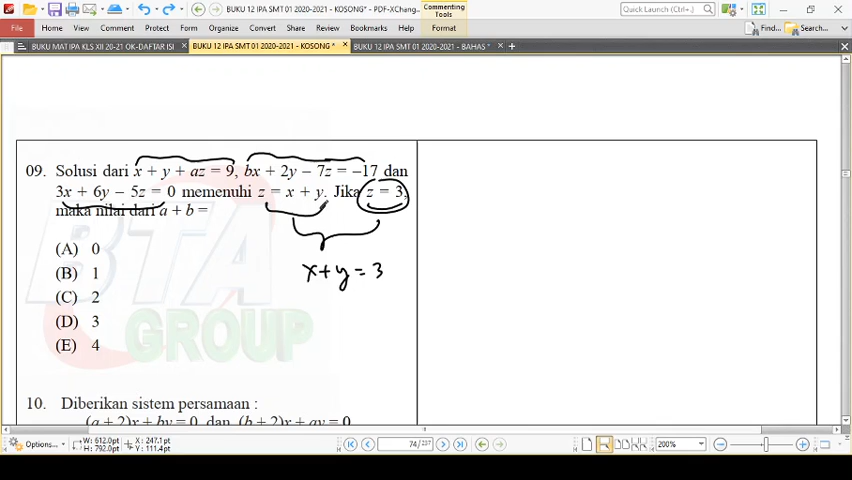 BUKU 12 IPA SMT 01 2020-2021 - KOSONG* - PDF-XChang
Commenting Tools
Quick Launch (Ctrl+.)
File Home View Comment Protect Form Organize Convert Share Review Bookmarks Help Format
Find... Search...
BUKU MAT IPA KLS XII 20-21 OK-DAFTAR ISI × BUKU 12 IPA SMT 01 2020-2021 - KOSONG * × BUKU 12 IPA SMT 01 2020-2021 - BAHAS * ×
09. Solusi dari x + y + az = 9, bx + 2y – 7z = –17 dan
3x + 6y – 5z = 0 memenuhi z = x + y. Jika z = 3,
maka nilai dari a + b =
x+y = 3
(A) 0
(B) 1
(C) 2
(D) 3
(E) 4
BTA
GROUP
10. Diberikan sistem persamaan :
(a + 2)x + by = 0 dan (b + 2)x + ay = 0
Options...
W: 612.0pt
H: 792.0pt
X: 247.1pt
Y: 111.4pt
74 /237
200%